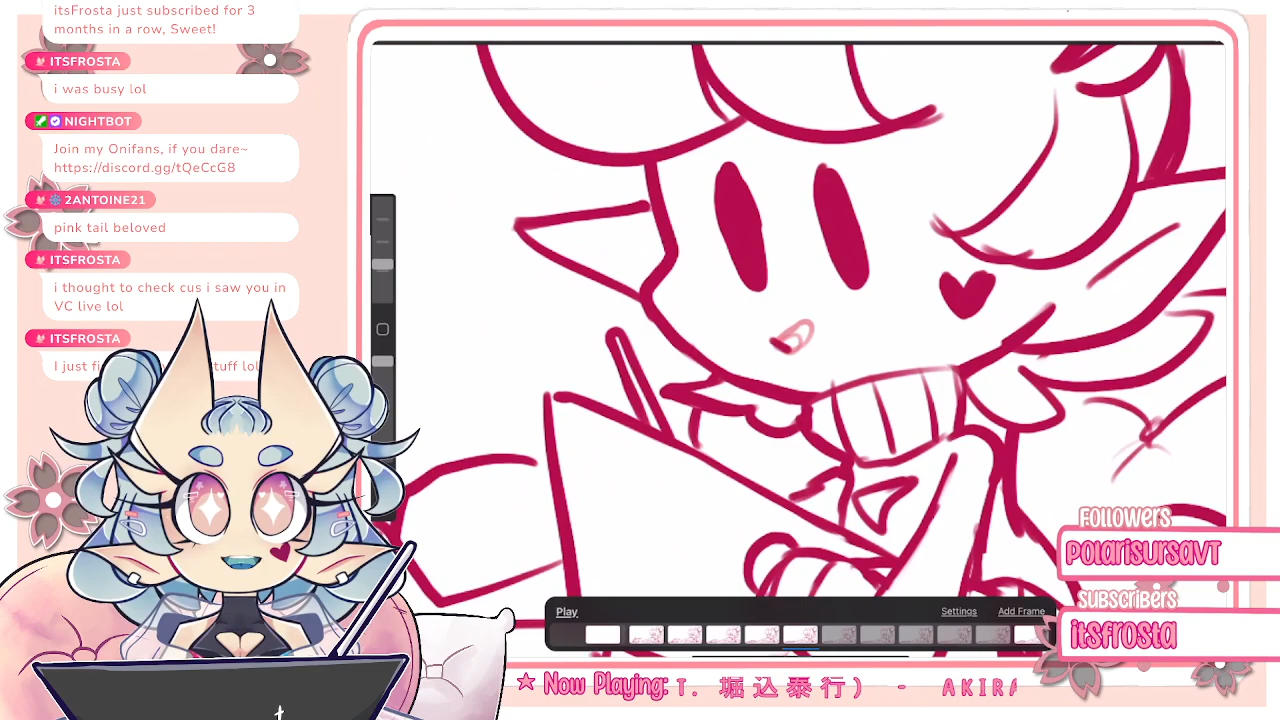 itsFrosta just subscribed for 3
months in a row, Sweet!
ITSFROSTA
i was busy lol
NIGHTBOT
Join my Onifans, if you dare~
https://discord.gg/tQeCcG8
2ANTOINE21
pink tail beloved
ITSFROSTA
i thought to check cus i saw you in
VC live lol
ITSFROSTA
I just
lol
Play
Settings
Add Frame
Followers
PolarisUrsaVT
Subscribers
itsfrosta
Now Playing:
T. 堀込泰行) - AKIRA